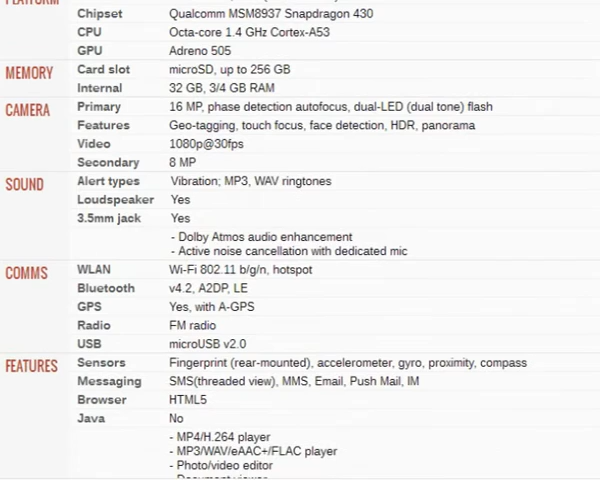 PLATFORM
Chipset Qualcomm MSM8937 Snapdragon 430
CPU Octa-core 1.4 GHz Cortex-A53
GPU Adreno 505
MEMORY Card slot microSD, up to 256 GB
Internal 32 GB, 3/4 GB RAM
CAMERA Primary 16 MP, phase detection autofocus, dual-LED (dual tone) flash
Features Geo-tagging, touch focus, face detection, HDR, panorama
Video 1080p@30fps
Secondary 8 MP
SOUND Alert types Vibration; MP3, WAV ringtones
Loudspeaker Yes
3.5mm jack Yes
- Dolby Atmos audio enhancement
- Active noise cancellation with dedicated mic
COMMS WLAN Wi-Fi 802.11 b/g/n, hotspot
Bluetooth v4.2, A2DP, LE
GPS Yes, with A-GPS
Radio FM radio
USB microUSB v2.0
FEATURES Sensors Fingerprint (rear-mounted), accelerometer, gyro, proximity, compass
Messaging SMS(threaded view), MMS, Email, Push Mail, IM
Browser HTML5
Java No
- MP4/H.264 player
- MP3/WAV/eAAC+/FLAC player
- Photo/video editor
- Document viewer